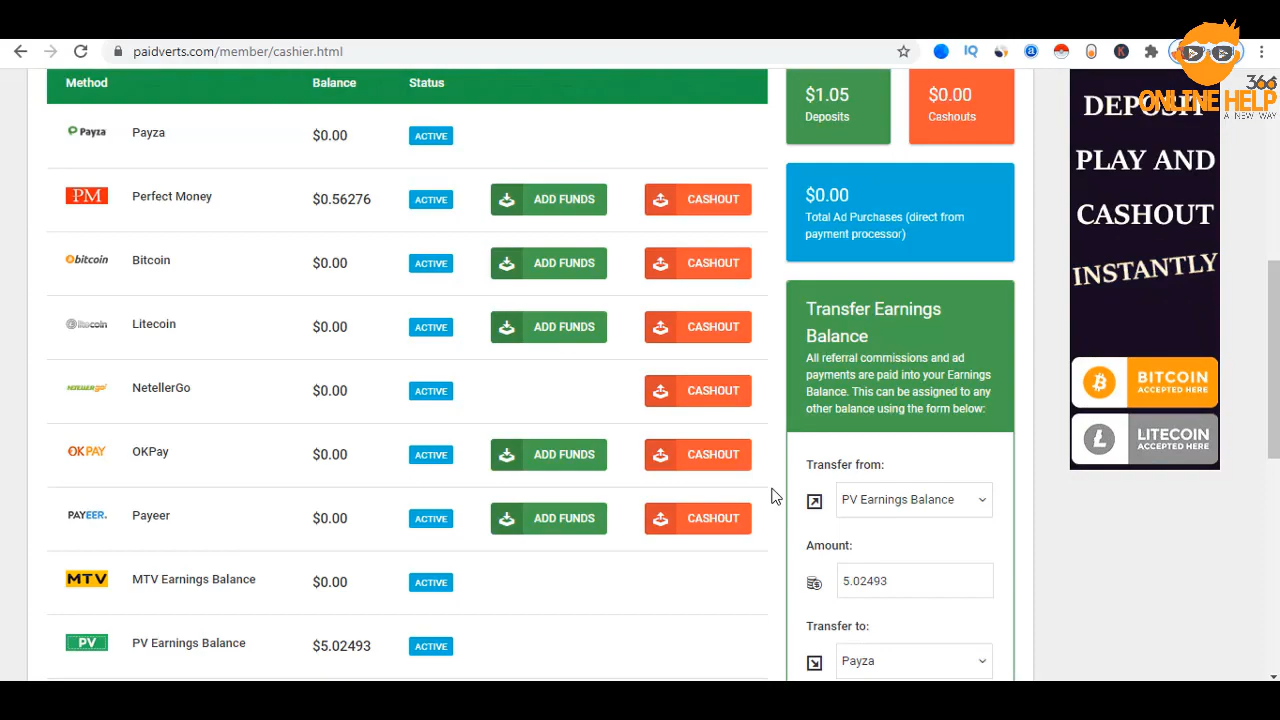 paidverts.com/member/cashier.html
366
ONLINE HELP
A NEW WAY
Method Balance Status
Payza Payza $0.00 ACTIVE
PM Perfect Money $0.56276 ACTIVE ADD FUNDS CASHOUT
bitcoin Bitcoin $0.00 ACTIVE ADD FUNDS CASHOUT
litecoin Litecoin $0.00 ACTIVE ADD FUNDS CASHOUT
NETELLERgo! NetellerGo $0.00 ACTIVE CASHOUT
OKPAY OKPay $0.00 ACTIVE ADD FUNDS CASHOUT
PAYEER. Payeer $0.00 ACTIVE ADD FUNDS CASHOUT
MTV MTV Earnings Balance $0.00 ACTIVE
PV PV Earnings Balance $5.02493 ACTIVE
$1.05
Deposits
$0.00
Cashouts
$0.00
Total Ad Purchases (direct from
payment processor)
Transfer Earnings
Balance
All referral commissions and ad
payments are paid into your Earnings
Balance. This can be assigned to any
other balance using the form below:
Transfer from:
PV Earnings Balance
Amount:
5.02493
Transfer to:
Payza
DEPOSIT
PLAY AND
CASHOUT
INSTANTLY
BITCOIN
ACCEPTED HERE
LITECOIN
ACCEPTED HERE